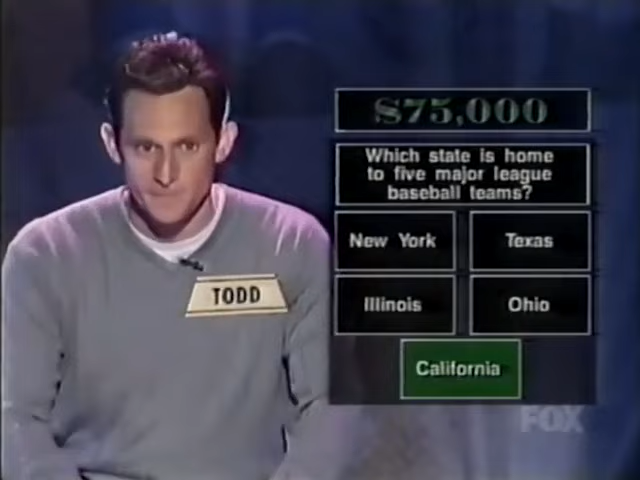 $75,000
Which state is home
to five major league
baseball teams?
New York
Texas
TODD
Illinois
Ohio
California
FOX